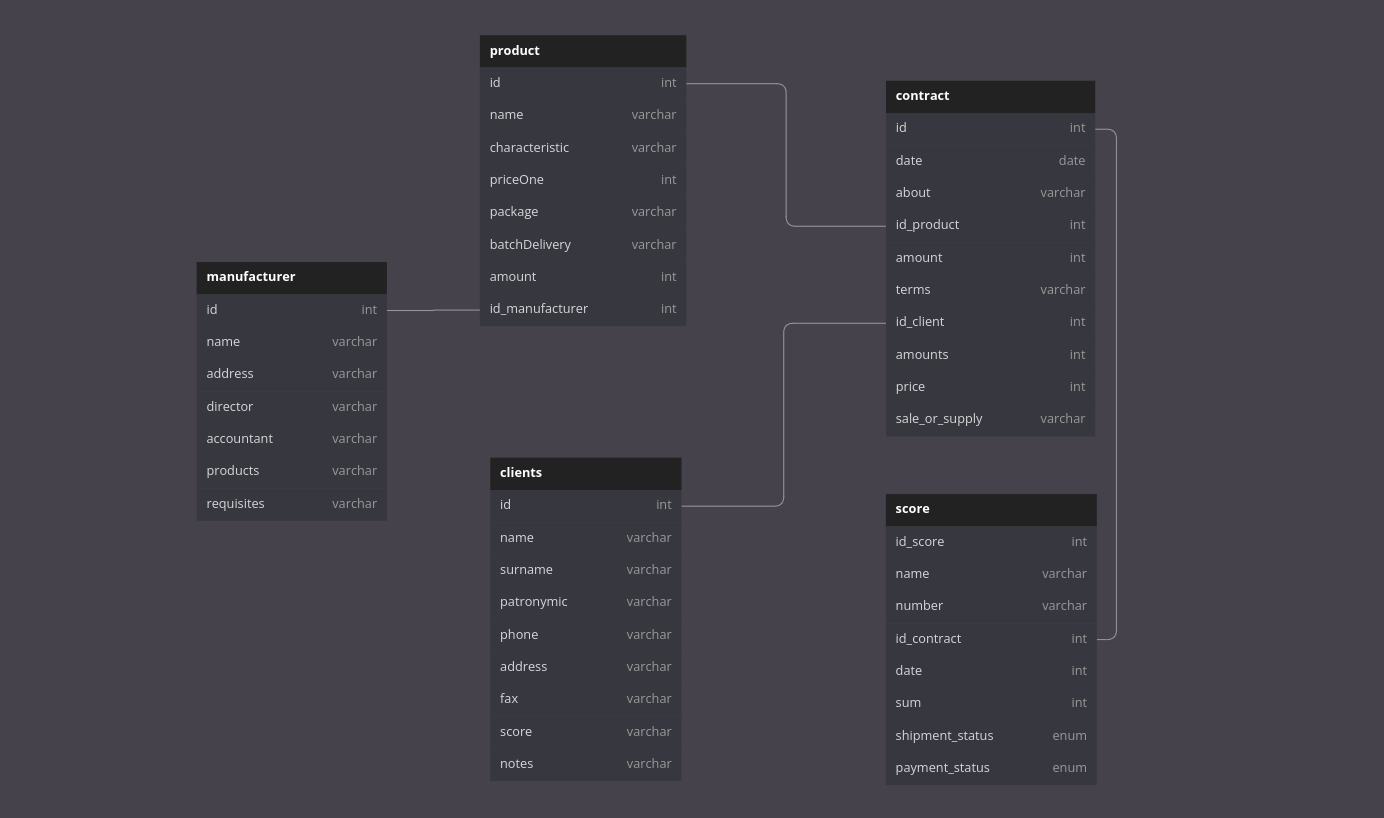 product
id int
name varchar
characteristic varchar
priceOne int
package varchar
batchDelivery varchar
amount int
id_manufacturer int
contract
id int
date date
about varchar
id_product int
amount int
terms varchar
id_client int
amounts int
price int
sale_or_supply varchar
manufacturer
id int
name varchar
address varchar
director varchar
accountant varchar
products varchar
requisites varchar
clients
id int
name varchar
surname varchar
patronymic varchar
phone varchar
address varchar
fax varchar
score varchar
notes varchar
score
id_score int
name varchar
number varchar
id_contract int
date int
sum int
shipment_status enum
payment_status enum